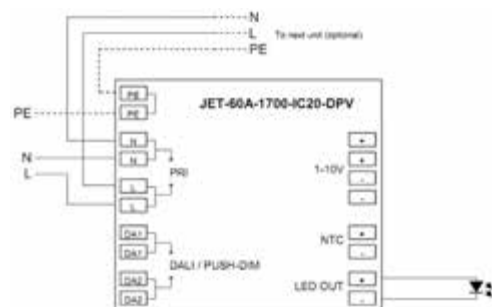 N
L To next unit (optional)
PE
PE JET-60A-1700-IC20-DPV
PE PE
N +
N N +
PRI 1-10V
L L -
L -
DA1 NTC +
DA1 -
DALI / PUSH-DIM
DA2 LED OUT +
DA2 -